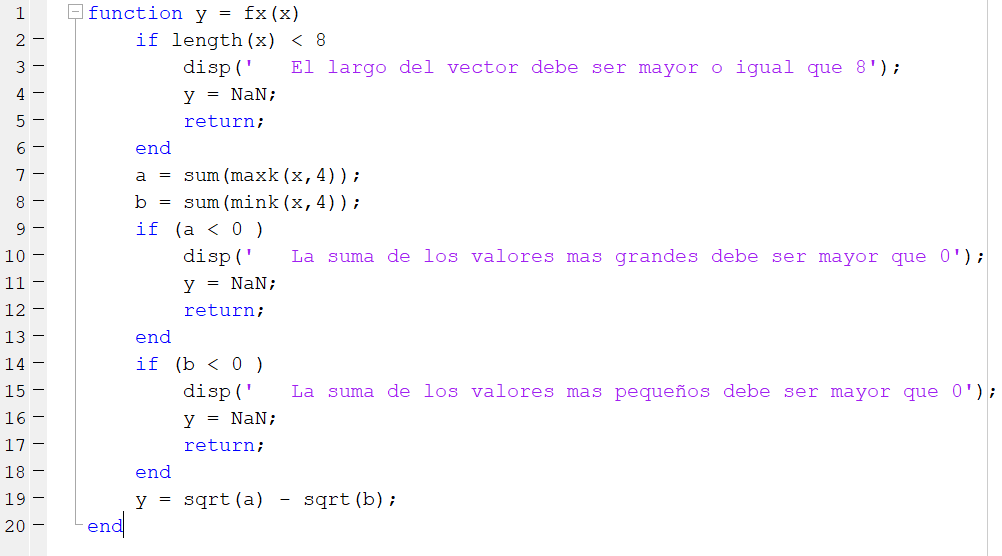 1 function y = fx(x)
2 if length(x) < 8
3 disp('   El largo del vector debe ser mayor o igual que 8');
4 y = NaN;
5 return;
6 end
7 a = sum(maxk(x,4));
8 b = sum(mink(x,4));
9 if (a < 0 )
10 disp('   La suma de los valores mas grandes debe ser mayor que 0');
11 y = NaN;
12 return;
13 end
14 if (b < 0 )
15 disp('   La suma de los valores mas pequeños debe ser mayor que 0');
16 y = NaN;
17 return;
18 end
19 y = sqrt(a) - sqrt(b);
20 end